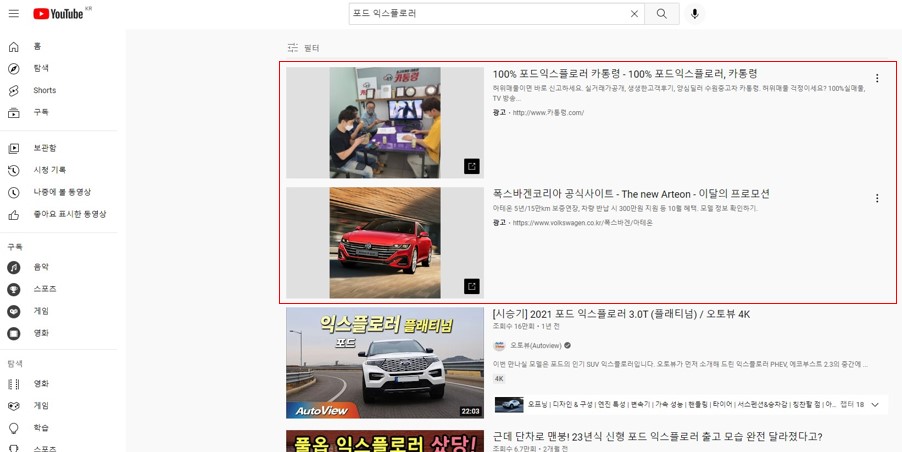 YouTube KR
포드 익스플로러
홈
탐색
Shorts
구독
보관함
시청 기록
나중에 볼 동영상
좋아요 표시한 동영상
구독
음악
스포츠
게임
영화
탐색
영화
게임
학습
스포츠
필터
카통령
100% 포드익스플로러 카통령 - 100% 포드익스플로러, 카통령
허위매물이면 바로 신고하세요. 실거래가공개, 생생한고객후기, 양심딜러 수원중고차 카통령. 허위매물 걱정이세요? 100%실매물,
TV 방송...
광고 · http://www.카통령.com/
폭스바겐코리아 공식사이트 - The new Arteon - 이달의 프로모션
아테온 5년/15만km 보증연장, 차량 반납 시 300만원 지원 등 10월 혜택. 모델 정보 확인하기.
광고 · https://www.volkswagen.co.kr/폭스바겐/아테온
익스플로러 플래티넘
포드
AutoView
22:03
[시승기] 2021 포드 익스플로러 3.0T (플래티넘) / 오토뷰 4K
조회수 16만회 • 1년 전
오토뷰(Autoview)
이번 만나실 모델은 포드의 인기 SUV 익스플로러입니다. 오토뷰가 먼저 소개해 드린 익스플로러 PHEV, 에코부스트 2.3의 중간에 ...
4K
오프닝 | 디자인 & 구성 | 엔진 특성 | 변속기 | 가속 성능 | 핸들링 | 타이어 | 서스펜션&승차감 | 칭찬할 점 | 아... 챕터 18
풀옵 익스플로러 샀당!
근데 단차로 맨붕! 23년식 신형 포드 익스플로러 출고 모습 완전 달라졌다고?
조회수 6.7만회 • 2개월 전